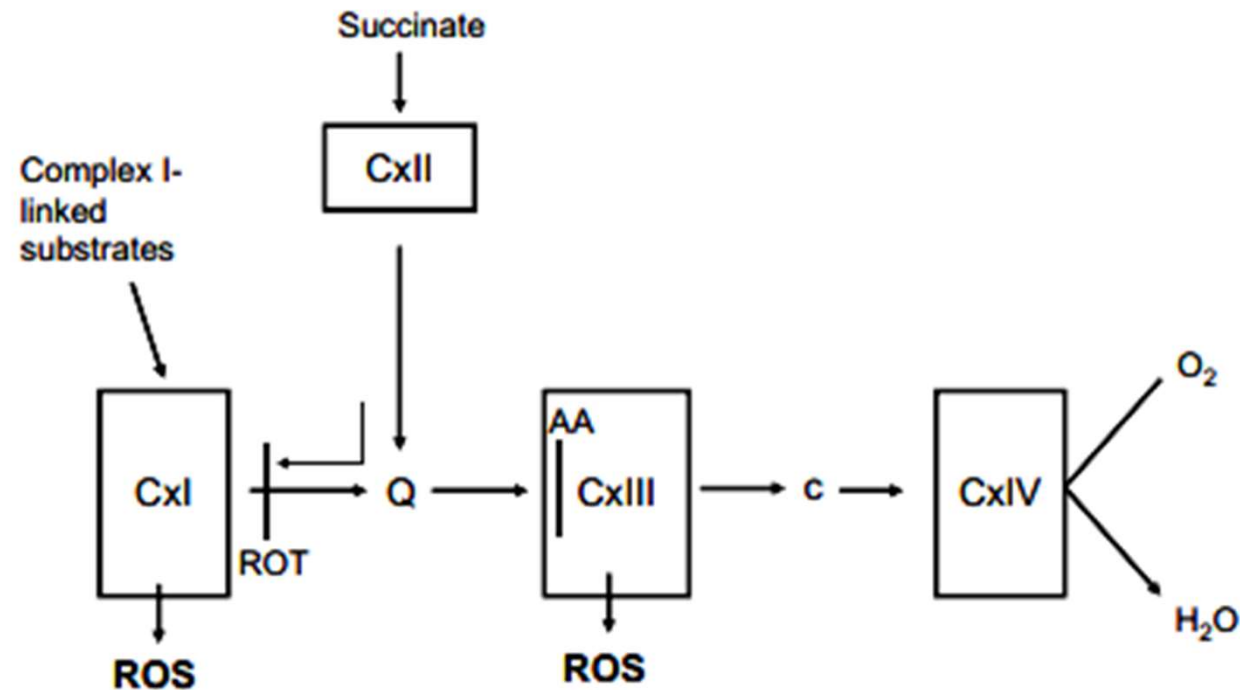 Succinate
CxII
Complex I-
linked
substrates
O₂
AA
CxI
Q
CxIII
c
CxIV
ROT
H₂O
ROS
ROS